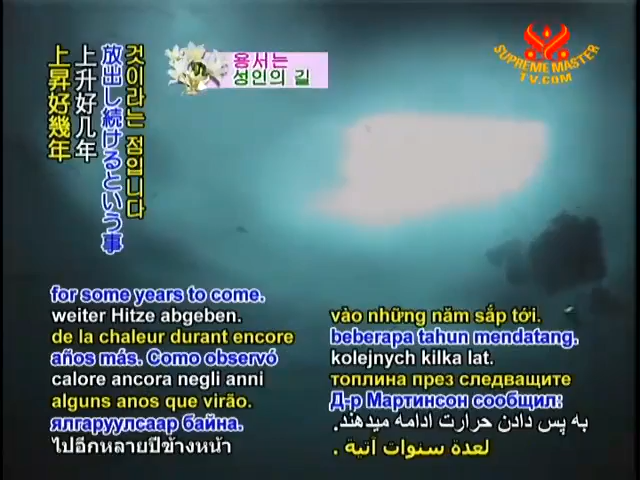 용서는
성인의 길
SUPREME MASTER
TV.COM
것이라는 점입니다
放出し続けるという事
上升好几年
上昇好幾年
for some years to come.
weiter Hitze abgeben.
de la chaleur durant encore
años más. Como observó
calore ancora negli anni
alguns anos que virão.
ялгаруулсаар байна.
ไปอีกหลายปีข้างหน้า
vào những năm sắp tới.
beberapa tahun mendatang.
kolejnych kilka lat.
топлина през следващите
Д-р Мартинсон сообщил:
به پس دادن حرارت ادامه میدهند.
لعدة سنوات آتية .